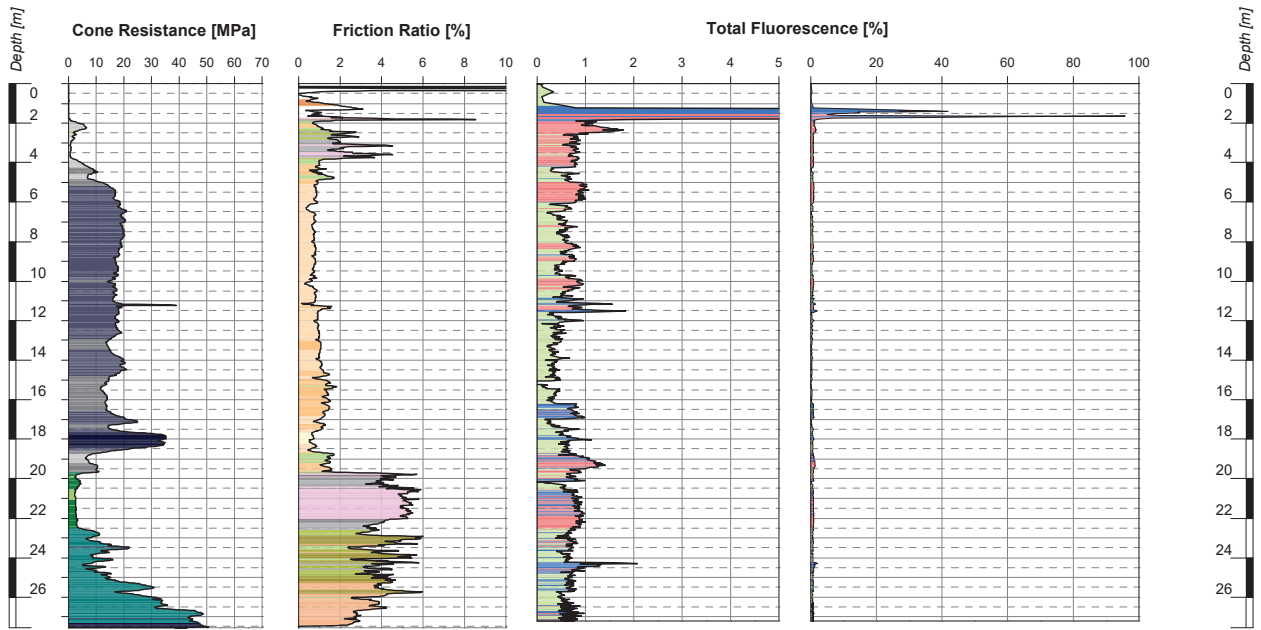 Depth [m]
Cone Resistance [MPa]
Friction Ratio [%]
Total Fluorescence [%]
Depth [m]
0 10 20 30 40 50 60 70
0 2 4 6 8 10
0 1 2 3 4 5
0 20 40 60 80 100
0 0
2 2
4 4
6 6
8 8
10 10
12 12
14 14
16 16
18 18
20 20
22 22
24 24
26 26